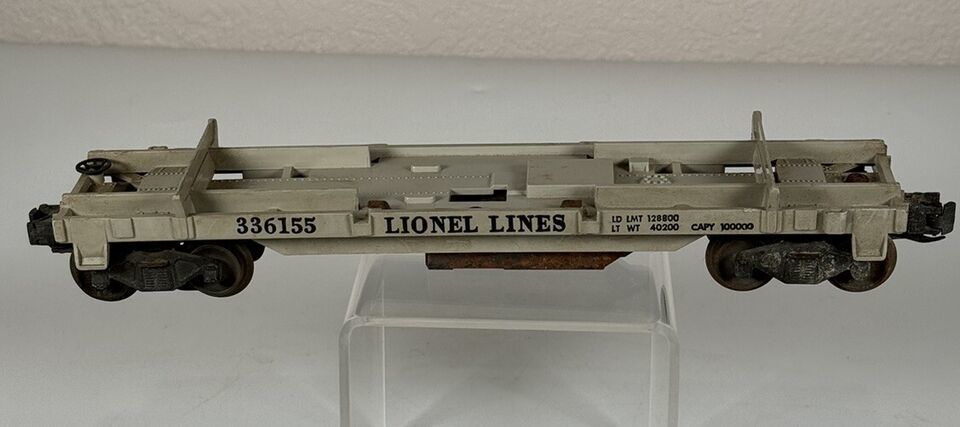 336155 LIONEL LINES LD LMT 128800
LT WT 40200 CAPY 100000